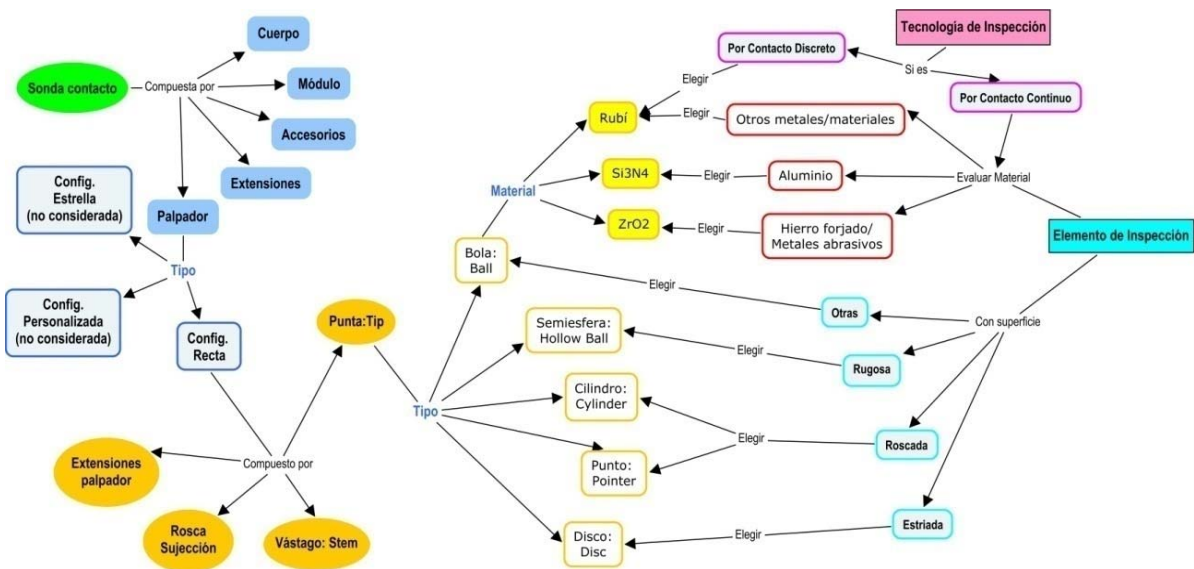 Cuerpo
Tecnología de Inspección
Por Contacto Discreto
Si es
Sonda contacto
Compuesta por
Módulo
Elegir
Por Contacto Continuo
Rubí
Elegir
Otros metales/materiales
Accesorios
Config.
Estrella
(no considerada)
Extensiones
Material
Si3N4
Elegir
Aluminio
Evaluar Material
Palpador
ZrO2
Elegir
Hierro forjado/
Metales abrasivos
Elemento de Inspección
Tipo
Bola:
Ball
Elegir
Config.
Personalizada
(no considerada)
Config.
Recta
Punta:Tip
Semiesfera:
Hollow Ball
Otras
Con superficie
Elegir
Rugosa
Tipo
Cilindro:
Cylinder
Elegir
Roscada
Extensiones
palpador
Compuesto por
Punto:
Pointer
Rosca
Sujección
Vástago: Stem
Disco:
Disc
Elegir
Estriada